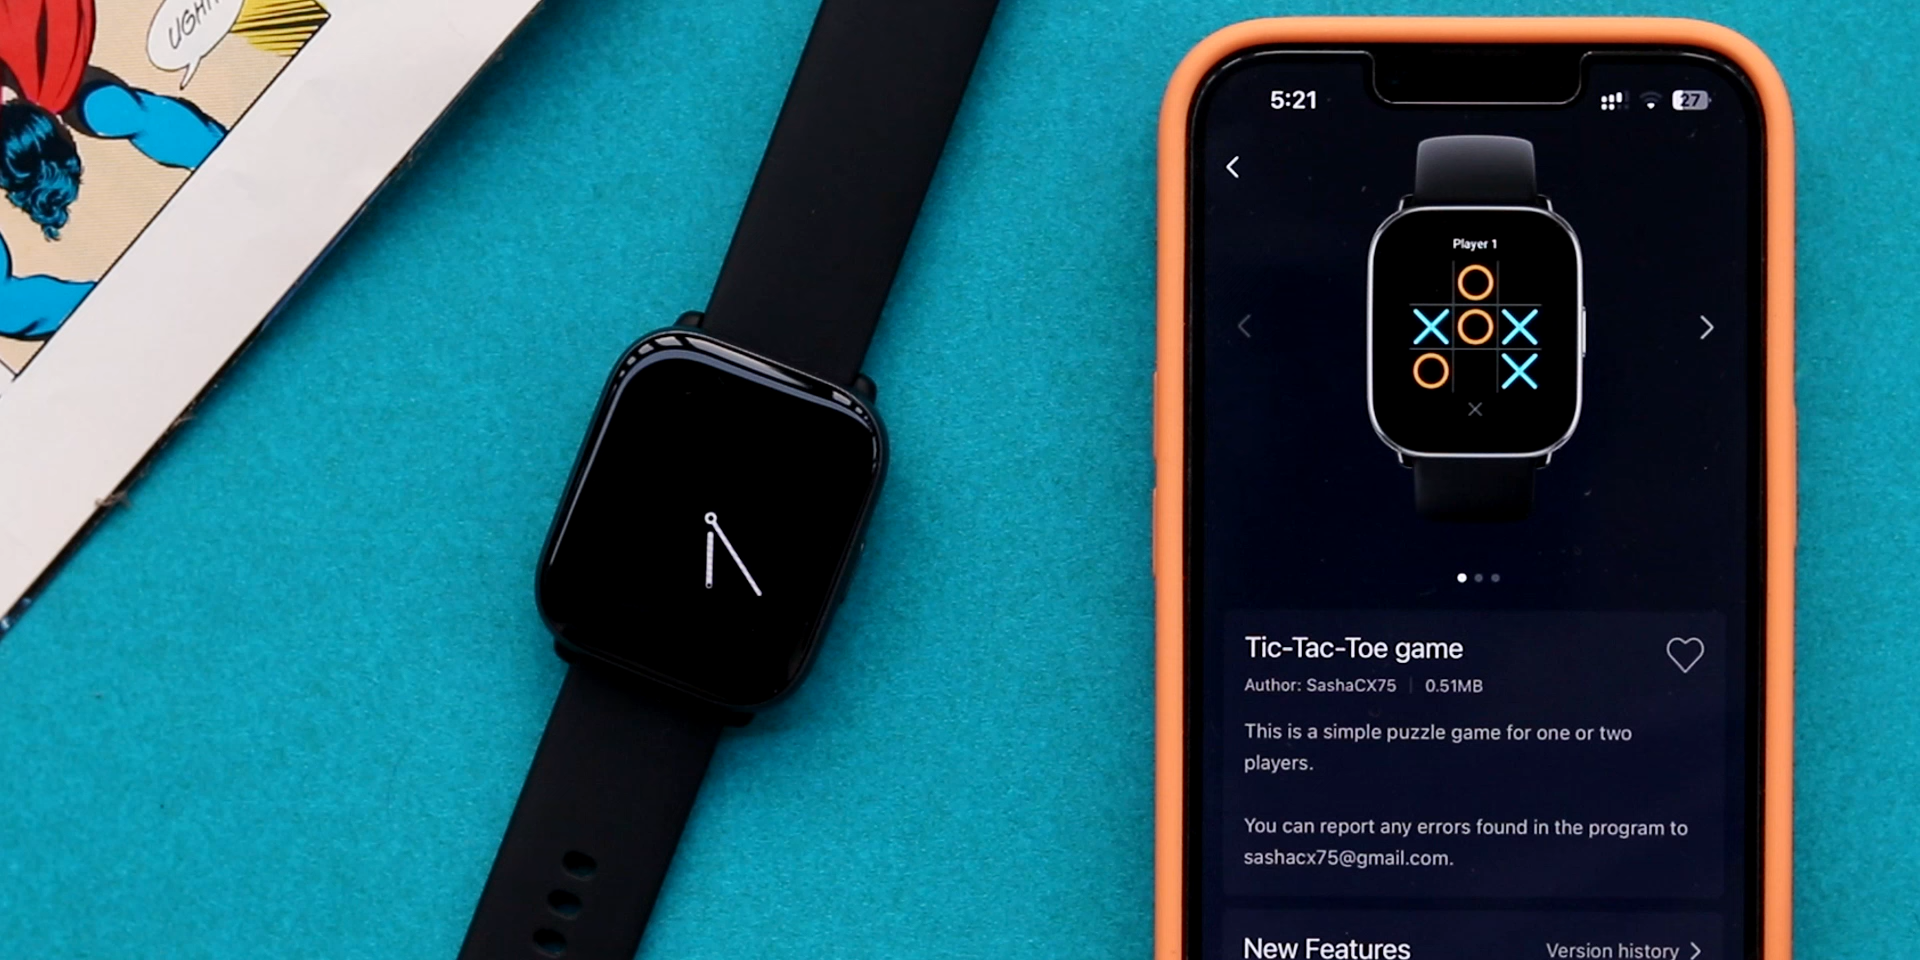 UGHH
5:21
27
Player 1
Tic-Tac-Toe game
Author: SashaCX75 | 0.51MB
This is a simple puzzle game for one or two
players.
You can report any errors found in the program to
sashacx75@gmail.com.
New Features
Version history